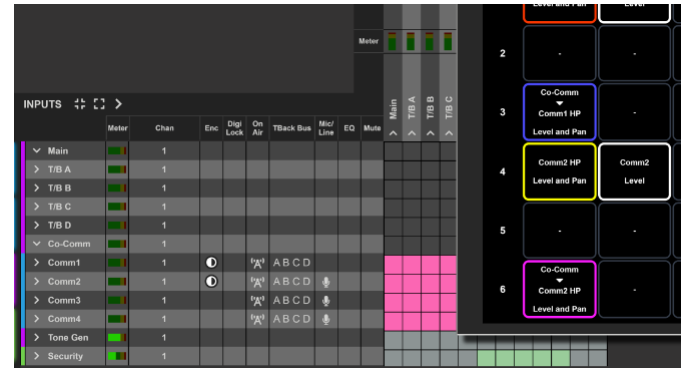 Level and Pan Level
Meter
2 - -
Main T/B A T/B B T/B C
INPUTS
Meter Chan Enc Digi Lock On Air TBack Bus Mic/ Line EQ Mute
Co-Comm
3 Comm1 HP -
Level and Pan
Main 1
T/B A 1
Comm2 HP Comm2
4
Level and Pan Level
T/B B 1
T/B C 1
T/B D 1
5 - -
Co-Comm 1
Comm1 1 A B C D
Co-Comm
Comm2 1 A B C D
6 Comm2 HP -
Comm3 1 A B C D
Level and Pan
Comm4 1 A B C D
Tone Gen 1
Security 1